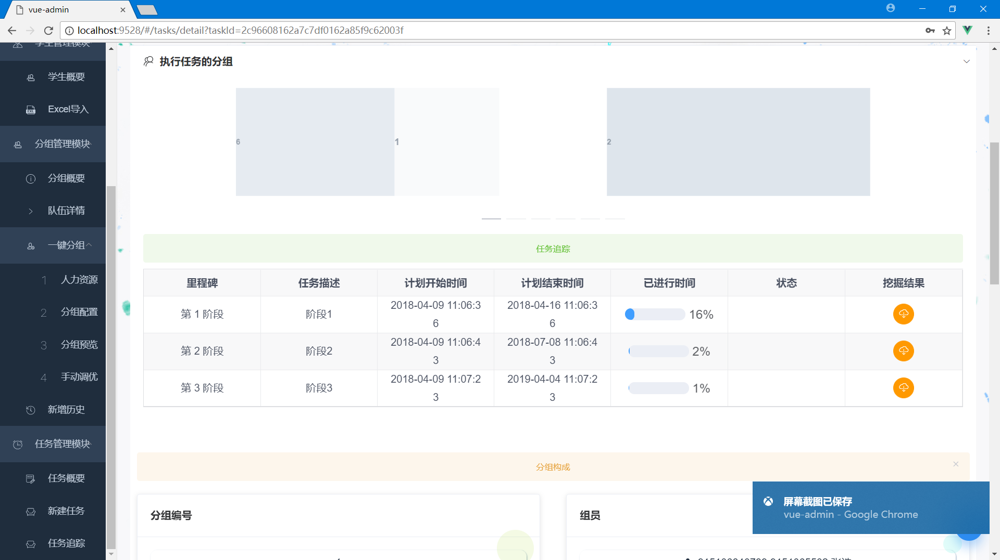 vue-admin
localhost:9528/#/tasks/detail?taskId=2c96608162a7c7df0162a85f9c62003f
学生管理模块
学生概要
Excel导入
分组管理模块
分组概要
队伍详情
一键分组
1 人力资源
2 分组配置
3 分组预览
4 手动调优
新增历史
任务管理模块
任务概要
新建任务
任务追踪
执行任务的分组
6 1 2
任务追踪
里程碑 任务描述 计划开始时间 计划结束时间 已进行时间 状态 挖掘结果
第 1 阶段 阶段1 2018-04-09 11:06:36 2018-04-16 11:06:36 16%
第 2 阶段 阶段2 2018-04-09 11:06:43 2018-07-08 11:06:43 2%
第 3 阶段 阶段3 2018-04-09 11:07:23 2019-04-04 11:07:23 1%
分组构成
分组编号
组员
屏幕截图已保存
vue-admin - Google Chrome